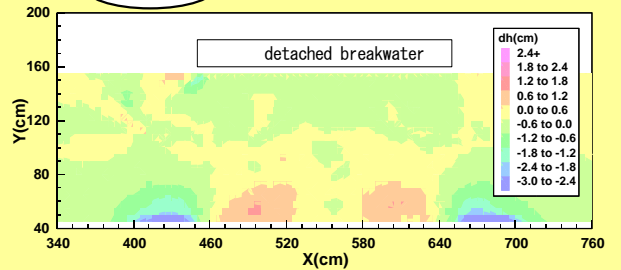 200
detached breakwater
dh(cm)
2.4+
1.8 to 2.4
1.2 to 1.8
0.6 to 1.2
0.0 to 0.6
-0.6 to 0.0
-1.2 to -0.6
-1.8 to -1.2
-2.4 to -1.8
-3.0 to -2.4
160
Y(cm)
120
80
40
340
400
460
520
580
640
700
760
X(cm)